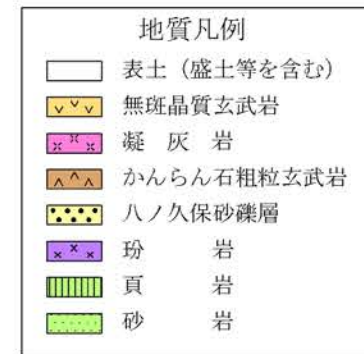 地質凡例
表土（盛土等を含む）
無斑晶質玄武岩
凝灰岩
かんらん石粗粒玄武岩
八ノ久保砂礫層
玢岩
頁岩
砂岩